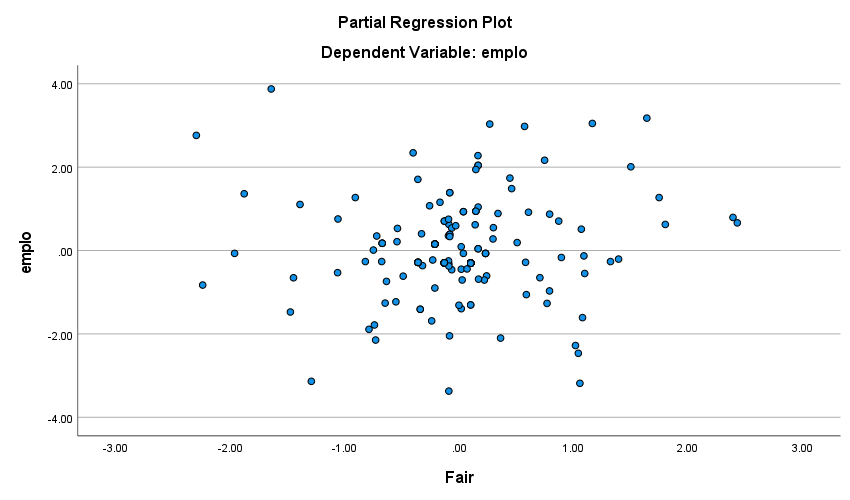 Partial Regression Plot
Dependent Variable: emplo
4.00
2.00
.00
-2.00
-4.00
emplo
-3.00 -2.00 -1.00 .00 1.00 2.00 3.00
Fair